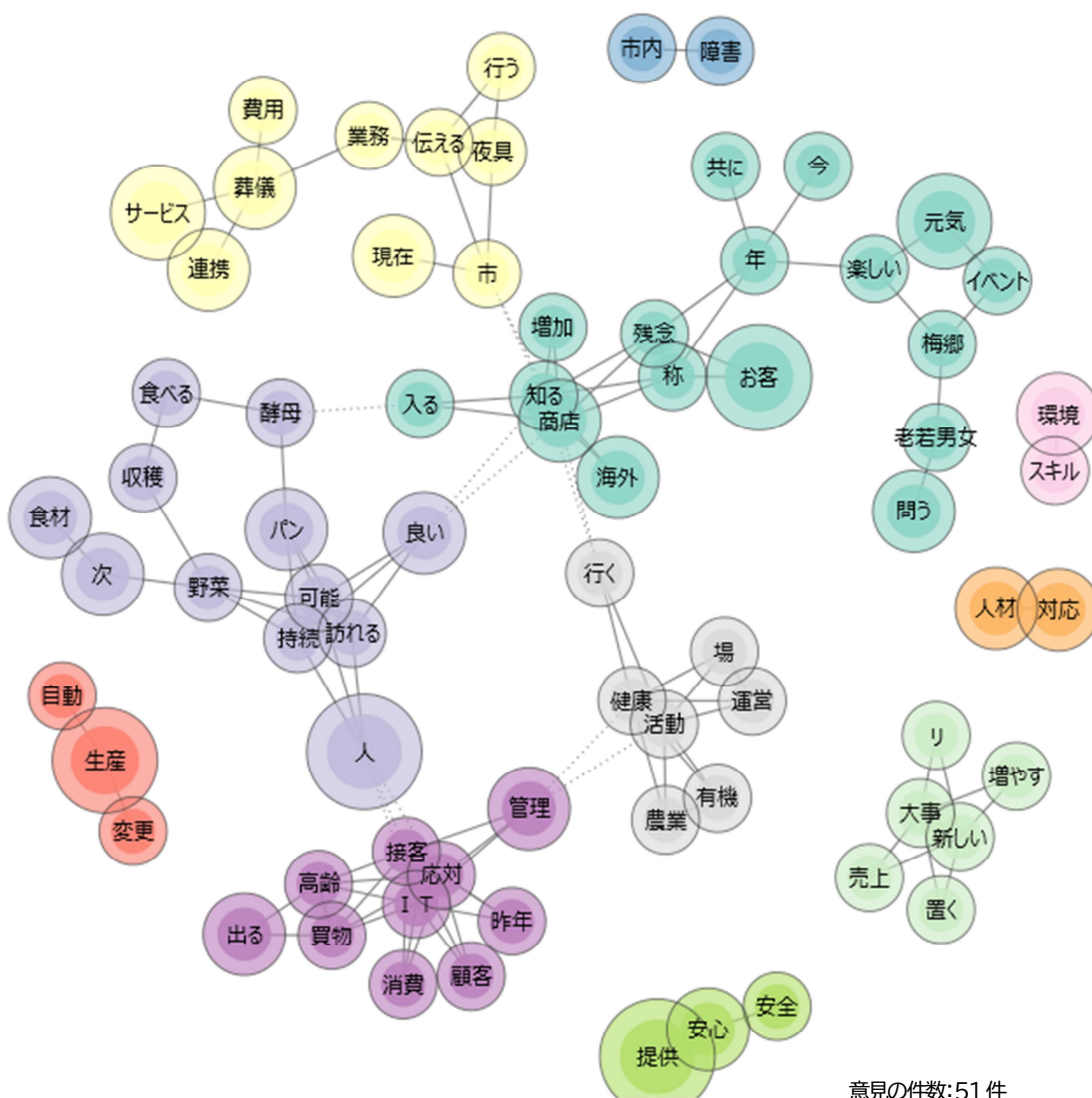 市内
障害
行う
費用
業務
伝える
夜具
葬儀
サービス
連携
現在
市
共に
今
年
楽しい
元気
イベント
梅郷
老若男女
問う
増加
残念
称
お客
知る
商店
入る
海外
環境
スキル
食べる
酵母
収穫
食材
次
パン
良い
野菜
可能
持続
訪れる
人
行く
場
健康
活動
運営
有機
農業
人材
対応
自動
生産
変更
管理
接客
応対
高齢
ＩＴ
出る
買物
昨年
消費
顧客
リ
増やす
大事
新しい
売上
置く
安全
安心
提供
意見の件数:51件